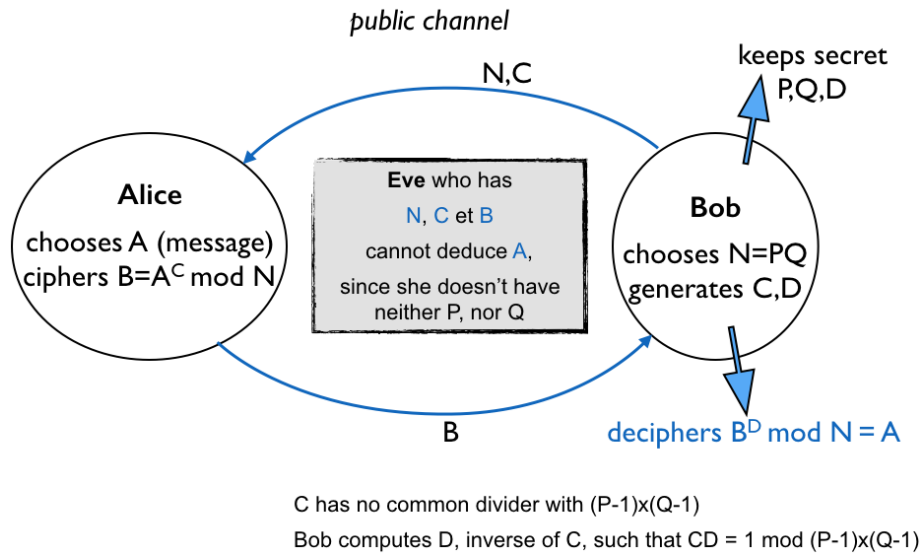 public channel
N,C
keeps secret
P,Q,D
Alice
chooses A (message)
ciphers B=A^C mod N
Eve who has
N, C et B
cannot deduce A,
since she doesn't have
neither P, nor Q
Bob
chooses N=PQ
generates C,D
B
deciphers B^D mod N = A
C has no common divider with (P-1)x(Q-1)
Bob computes D, inverse of C, such that CD = 1 mod (P-1)x(Q-1)